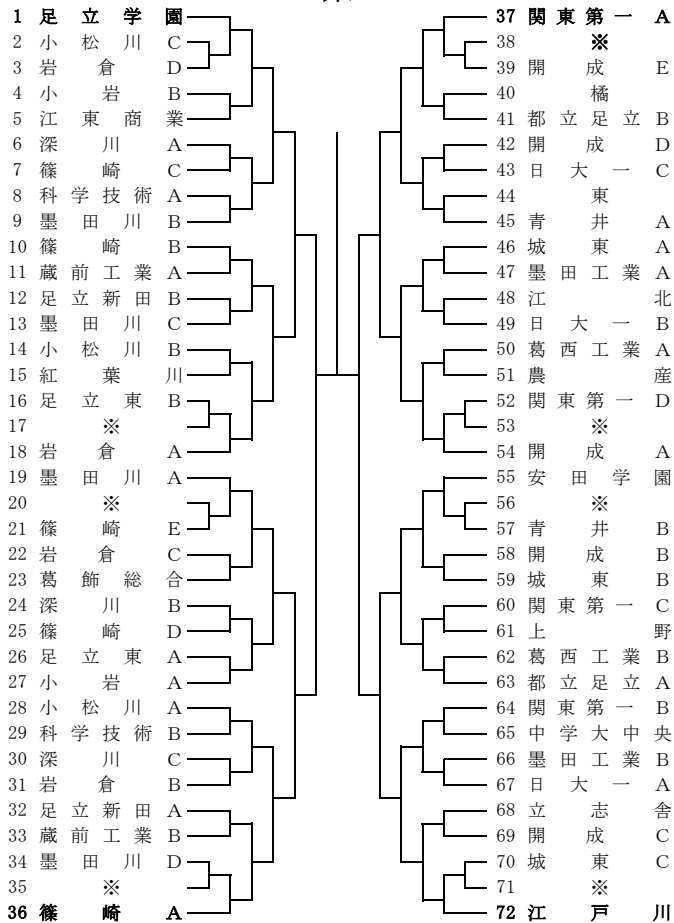 1 足立学園
2 小松川 C
3 岩倉 D
4 小岩 B
5 江東商業
6 深川 A
7 篠崎 C
8 科学技術 A
9 墨田川 B
10 篠崎 B
11 蔵前工業 A
12 足立新田 B
13 墨田川 C
14 小松川 B
15 紅葉川
16 足立東 B
17 ※
18 岩倉 A
19 墨田川 A
20 ※
21 篠崎 E
22 岩倉 C
23 葛飾総合
24 深川 B
25 篠崎 D
26 足立東 A
27 小岩 A
28 小松川 A
29 科学技術 B
30 深川 C
31 岩倉 B
32 足立新田 A
33 蔵前工業 B
34 墨田川 D
35 ※
36 篠崎 A
37 関東第一 A
38 ※
39 開成 E
40 橘
41 都立足立 B
42 開成 D
43 日大一 C
44 東
45 青井 A
46 城東 A
47 墨田工業 A
48 江北
49 日大一 B
50 葛西工業 A
51 農産
52 関東第一 D
53 ※
54 開成 A
55 安田学園
56 ※
57 青井 B
58 開成 B
59 城東 B
60 関東第一 C
61 上野
62 葛西工業 B
63 都立足立 A
64 関東第一 B
65 中学大中央
66 墨田工業 B
67 日大一 A
68 立志舎
69 開成 C
70 城東 C
71 ※
72 江戸川